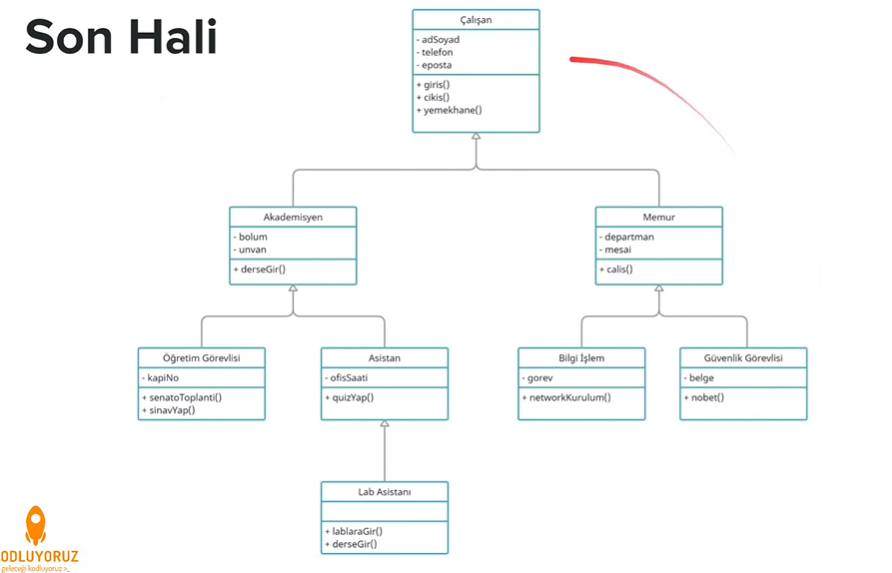 Son Hali
Çalışan
- adSoyad
- telefon
- eposta
+ giris()
+ cikis()
+ yemekhane()
Akademisyen
- bolum
- unvan
+ derseGir()
Memur
- departman
- mesai
+ calis()
Öğretim Görevlisi
- kapiNo
+ senatoToplanti()
+ sinavYap()
Asistan
- ofisSaati
+ quizYap()
Bilgi İşlem
- gorev
+ networkKurulum()
Güvenlik Görevlisi
- belge
+ nobet()
Lab Asistanı
+ lablaraGir()
+ derseGir()
ODLUYORUZ
geleceği kodluyoruz >_